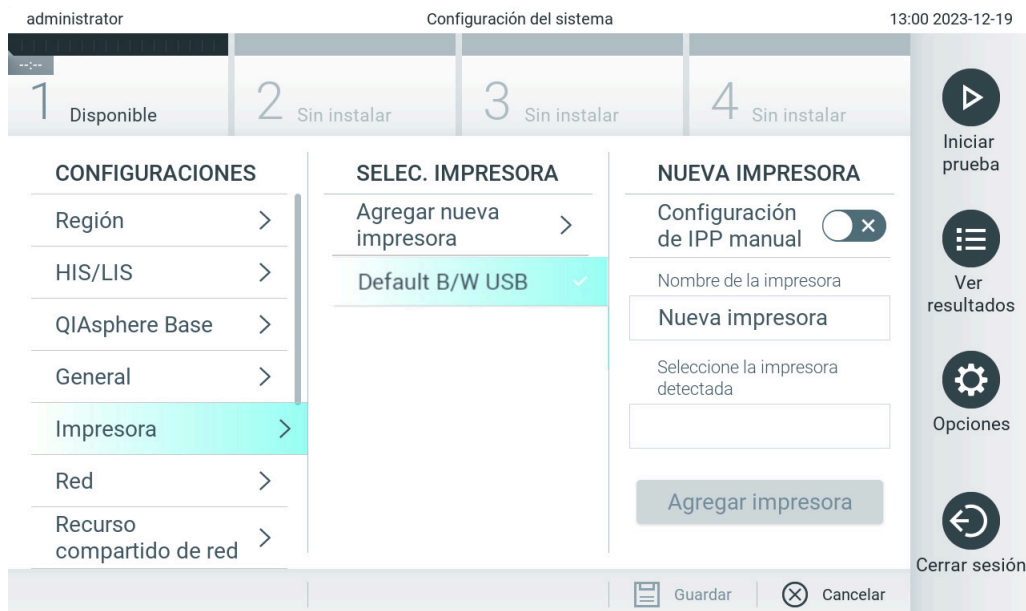 administrator
Configuración del sistema
13:00 2023-12-19
--:--
1 Disponible
2 Sin instalar
3 Sin instalar
4 Sin instalar
CONFIGURACIONES
Región
HIS/LIS
QIAsphere Base
General
Impresora
Red
Recurso
compartido de red
SELEC. IMPRESORA
Agregar nueva
impresora
Default B/W USB
NUEVA IMPRESORA
Configuración
de IPP manual
Nombre de la impresora
Nueva impresora
Seleccione la impresora
detectada
Agregar impresora
Guardar
Cancelar
Iniciar
prueba
Ver
resultados
Opciones
Cerrar sesión